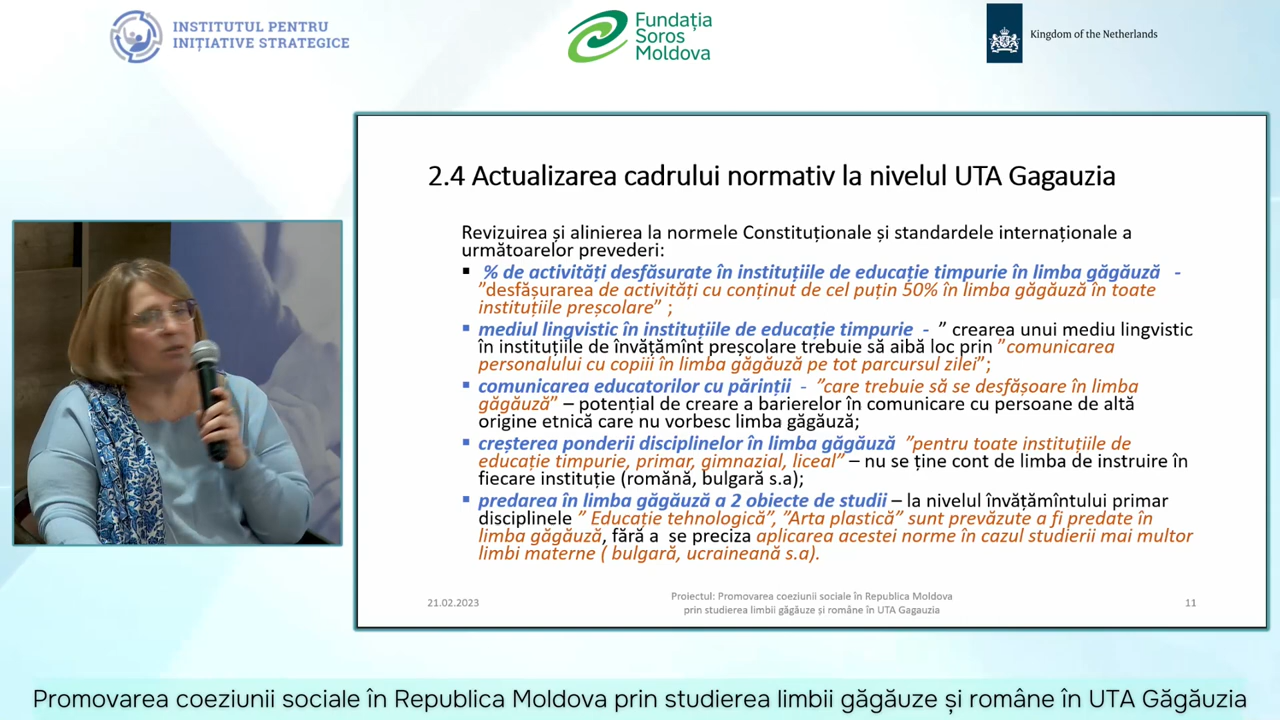 INSTITUTUL PENTRU
INIȚIATIVE STRATEGICE
Fundația
Soros
Moldova
Kingdom of the Netherlands
2.4 Actualizarea cadrului normativ la nivelul UTA Gagauzia
Revizuirea și alinierea la normele Constituționale și standardele internaționale a
următoarelor prevederi:
▪ % de activități desfăsurate în instituțiile de educație timpurie în limba găgăuză -
”desfășurarea de activități cu conținut de cel puțin 50% în limba găgăuză în toate
instituțiile preșcolare” ;
▪ mediul lingvistic în instituțiile de educație timpurie - ” crearea unui mediu lingvistic
în instituțiile de învățămînt preșcolare trebuie să aibă loc prin ”comunicarea
personalului cu copiii în limba găgăuză pe tot parcursul zilei”;
▪ comunicarea educatorilor cu părinții - ”care trebuie să se desfășoare în limba
găgăuză” – potențial de creare a barierelor în comunicare cu persoane de altă
origine etnică care nu vorbesc limba găgăuză;
▪ creșterea ponderii disciplinelor în limba găgăuză ”pentru toate instituțiile de
educație timpurie, primar, gimnazial, liceal” – nu se ține cont de limba de instruire în
fiecare instituție (romănă, bulgară s.a);
▪ predarea în limba găgăuză a 2 obiecte de studii – la nivelul învățămîntului primar
disciplinele ” Educație tehnologică”, ”Arta plastică” sunt prevăzute a fi predate în
limba găgăuză, fără a se preciza aplicarea acestei norme în cazul studierii mai multor
limbi materne ( bulgară, ucraineană s.a).
21.02.2023
Proiectul: Promovarea coeziunii sociale în Republica Moldova
prin studierea limbii găgăuze și române în UTA Gagauzia
11
Promovarea coeziunii sociale în Republica Moldova prin studierea limbii găgăuze și române în UTA Găgăuzia